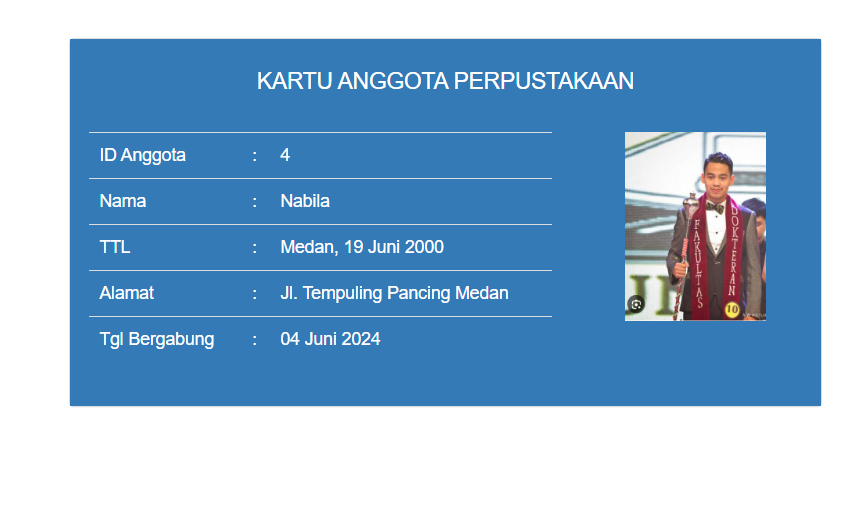 KARTU ANGGOTA PERPUSTAKAAN
ID Anggota : 4
Nama : Nabila
TTL : Medan, 19 Juni 2000
Alamat : Jl. Tempuling Pancing Medan
Tgl Bergabung : 04 Juni 2024
FAKULTAS
DOKTERAN
10